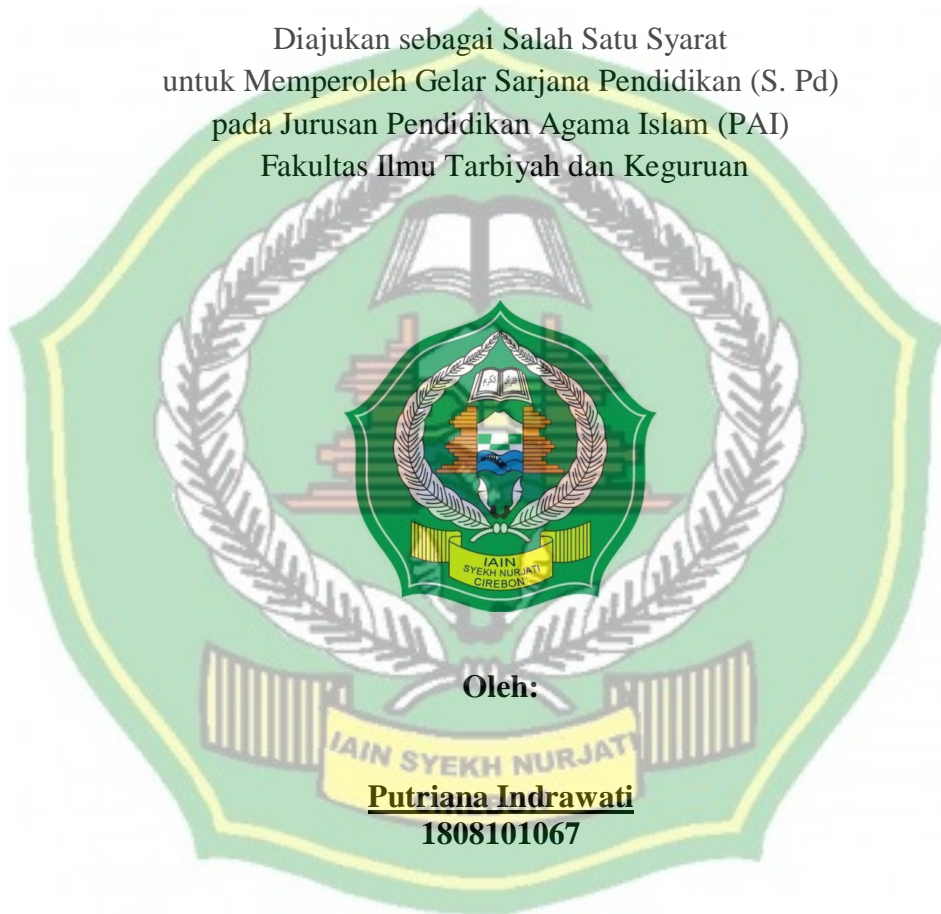 Diajukan sebagai Salah Satu Syarat
untuk Memperoleh Gelar Sarjana Pendidikan (S. Pd)
pada Jurusan Pendidikan Agama Islam (PAI)
Fakultas Ilmu Tarbiyah dan Keguruan
IAIN
SYEKH NURJATI
CIREBON
Oleh:
IAIN SYEKH NURJATI
CIREBON
Putriana Indrawati
1808101067